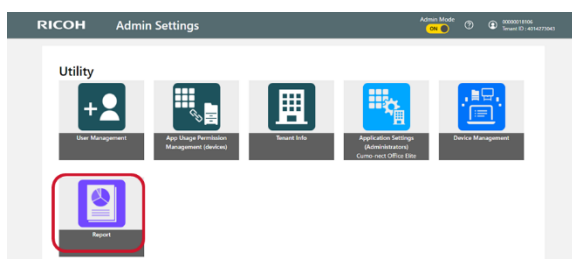 RICOH Admin Settings
Admin Mode
ON
Tenant ID : 4014273043
Utility
User Management
App Usage Permission
Management (devices)
Tenant Info
Application Settings
(Administrators)
Cumo-nect Office Elite
Device Management
Report